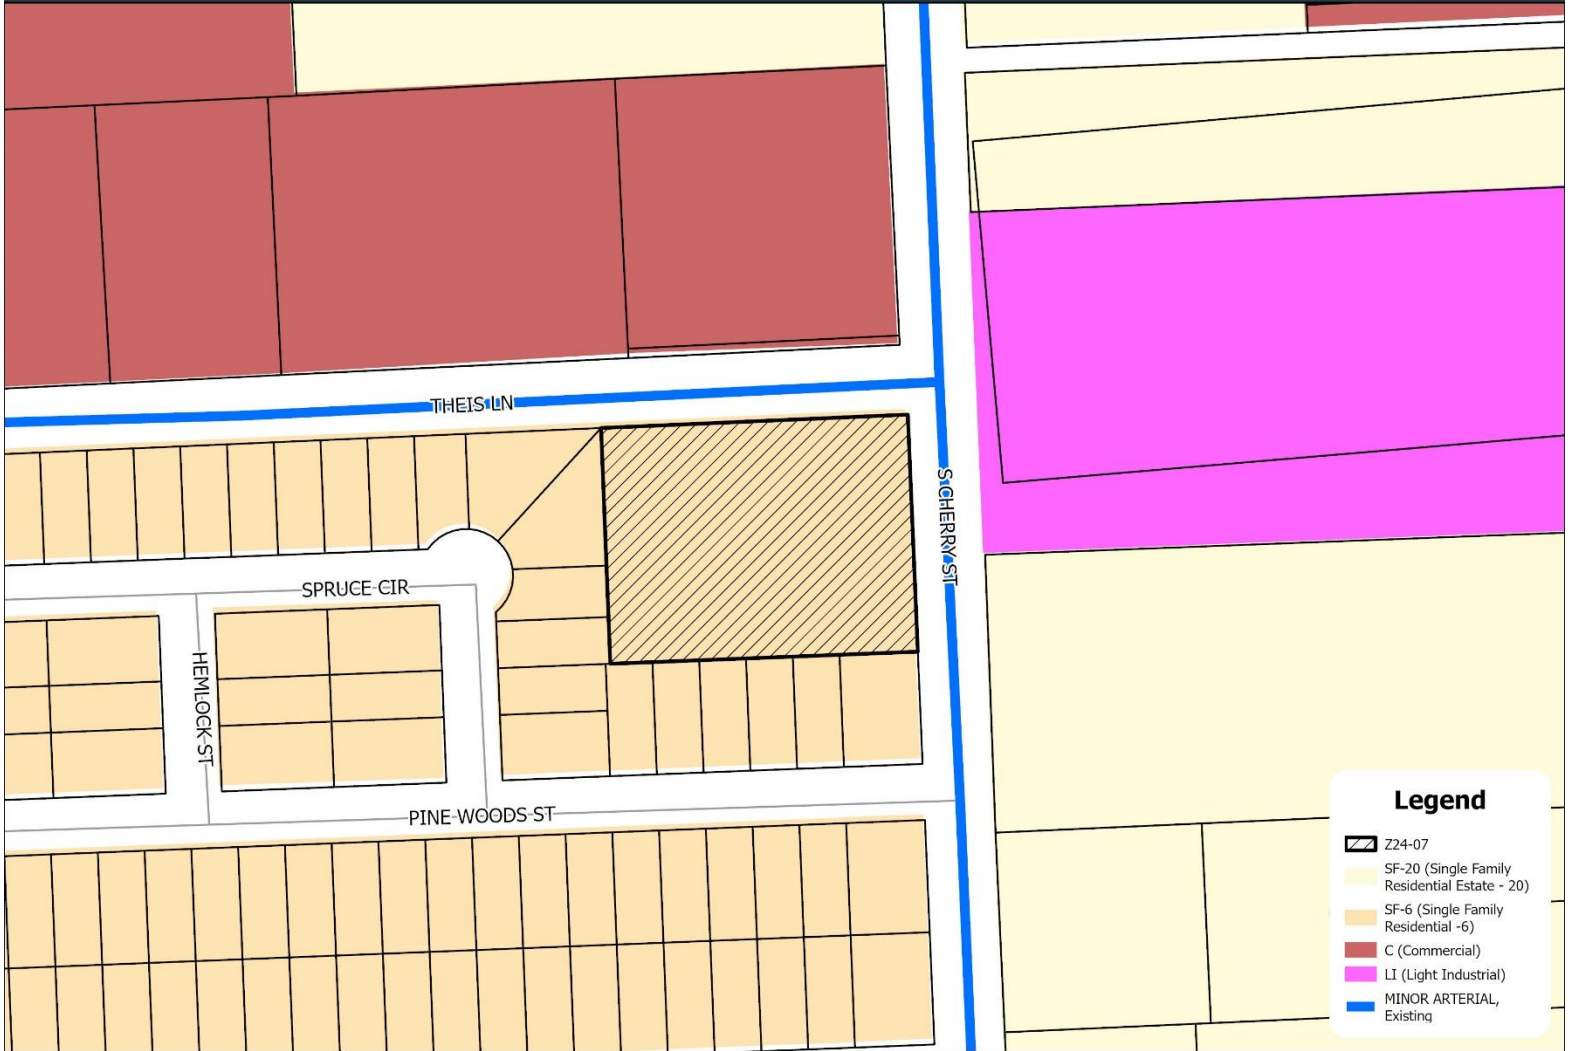 THEIS LN
S CHERRY ST
SPRUCE CIR
HEMLOCK ST
PINE WOODS ST
Legend
Z24-07
SF-20 (Single Family
Residential Estate - 20)
SF-6 (Single Family
Residential -6)
C (Commercial)
LI (Light Industrial)
MINOR ARTERIAL,
Existing